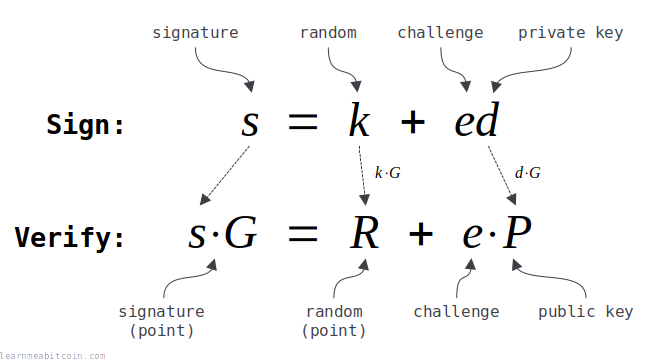 signature random challenge private key
Sign: s = k + ed
k·G d·G
Verify: s·G = R + e·P
signature random challenge public key
(point) (point)
learnmeabitcoin.com